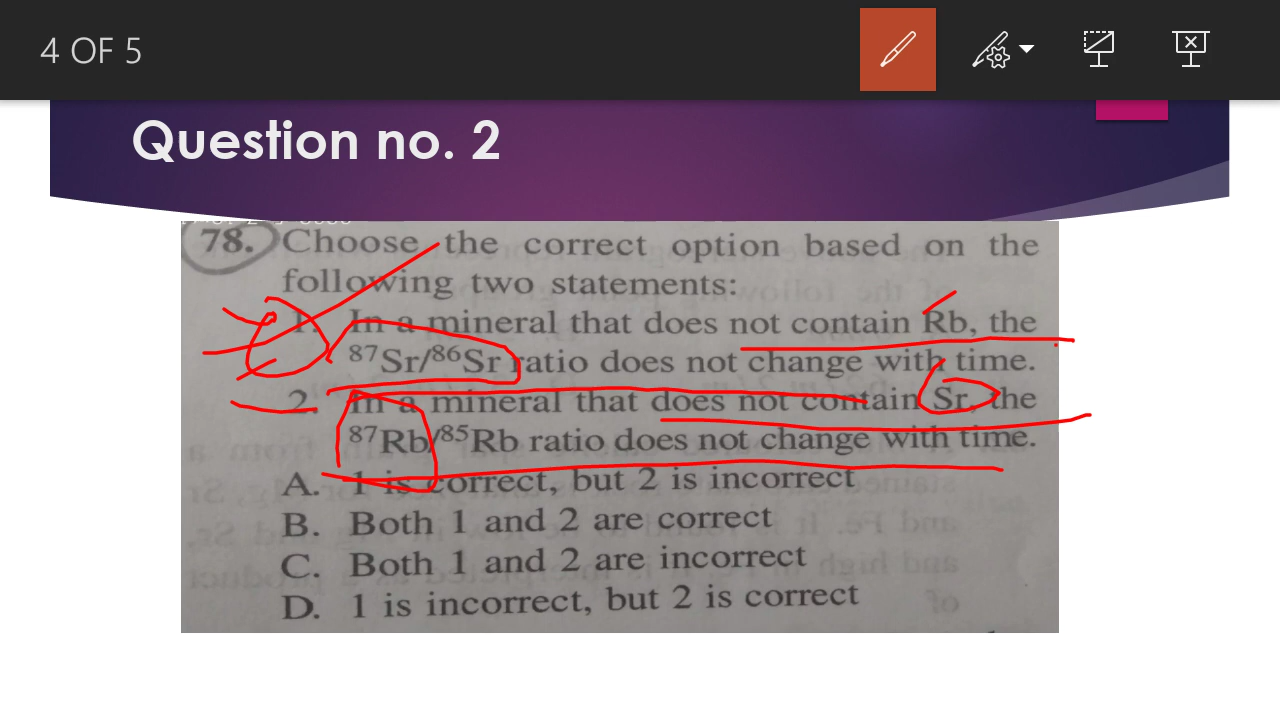 4 OF 5
Question no. 2
78. Choose the correct option based on the
following two statements:
1. In a mineral that does not contain Rb, the
⁸⁷Sr/⁸⁶Sr ratio does not change with time.
2. In a mineral that does not contain Sr, the
⁸⁷Rb/⁸⁵Rb ratio does not change with time.
A. 1 is correct, but 2 is incorrect
B. Both 1 and 2 are correct
C. Both 1 and 2 are incorrect
D. 1 is incorrect, but 2 is correct